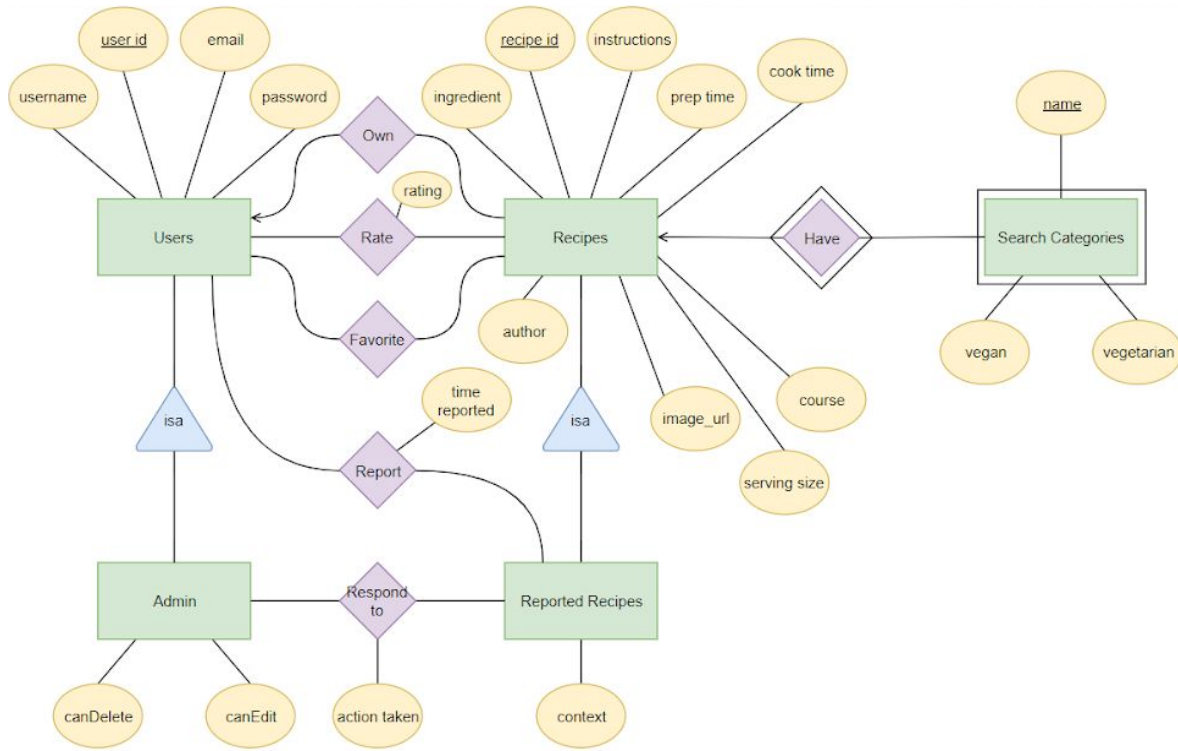 user id
email
recipe id
instructions
cook time
username
password
ingredient
prep time
name
Own
rating
Users
Rate
Recipes
Have
Search Categories
author
Favorite
vegan
vegetarian
time
reported
course
isa
isa
image_url
Report
serving size
Admin
Respond
to
Reported Recipes
canDelete
canEdit
action taken
context